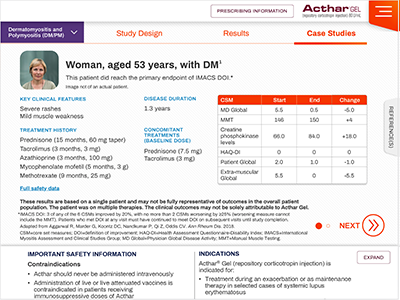 PRESCRIBING INFORMATION
Acthar GEL
(repository corticotropin injection) 80 U/mL
Dermatomyositis and
Polymyositis (DM/PM)
Study Design
Results
Case Studies
Woman, aged 53 years, with DM1
This patient did reach the primary endpoint of IMACS DOI.*
Image not of an actual patient.
KEY CLINICAL FEATURES
Severe rashes
Mild muscle weakness
DISEASE DURATION
1.3 years
TREATMENT HISTORY
Prednisone (15 months, 60 mg taper)
Tacrolimus (3 months, 3 mg)
Azathioprine (3 months, 100 mg)
Mycophenolate mofetil (5 months, 3 g)
Methotrexate (9 months, 25 mg)
CONCOMITANT
TREATMENTS
(BASELINE DOSE)
Prednisone (7.5 mg)
Tacrolimus (3 mg)
Full safety data
CSM Start End Change
MD Global 5.5 0.5 -5.0
MMT 146 150 +4
Creatine
phosphokinase
levels 66.0 84.0 +18.0
HAQ-DI 0 0 0
Patient Global 2.0 1.0 -1.0
Extra-muscular
Global 5.5 0 -5.5
REFERENCE(S)
These results are based on a single patient and may not be fully representative of outcomes in the overall patient
population. The patient was on multiple therapies. The clinical outcomes may not be solely attributable to Acthar Gel.
*IMACS DOI: 3 of any of the 6 CSMs improved by 20%, with no more than 2 CSMs worsening by ≥25% (worsening measure cannot
include the MMT). Patients who met DOI at any visit must have continued to meet DOI on subsequent visits until study completion.
Adapted from Aggarwal R, Marder G, Koontz DC, Nandkumar P, Qi Z, Oddis CV. Ann Rheum Dis. 2018.
CSM=core set measures; DOI=definition of improvement; HAQ-DI=Health Assessment Questionnaire-Disability Index; IMACS=International
Myositis Assessment and Clinical Studies Group; MD Global=Physician Global Disease Activity; MMT=Manual Muscle Testing.
NEXT
IMPORTANT SAFETY INFORMATION
Contraindications
• Acthar should never be administered intravenously
• Administration of live or live attenuated vaccines is
contraindicated in patients receiving
immunosuppressive doses of Acthar
INDICATIONS
EXPAND
Acthar® Gel (repository corticotropin injection) is
indicated for:
• Treatment during an exacerbation or as maintenance
therapy in selected cases of systemic lupus
erythematosus